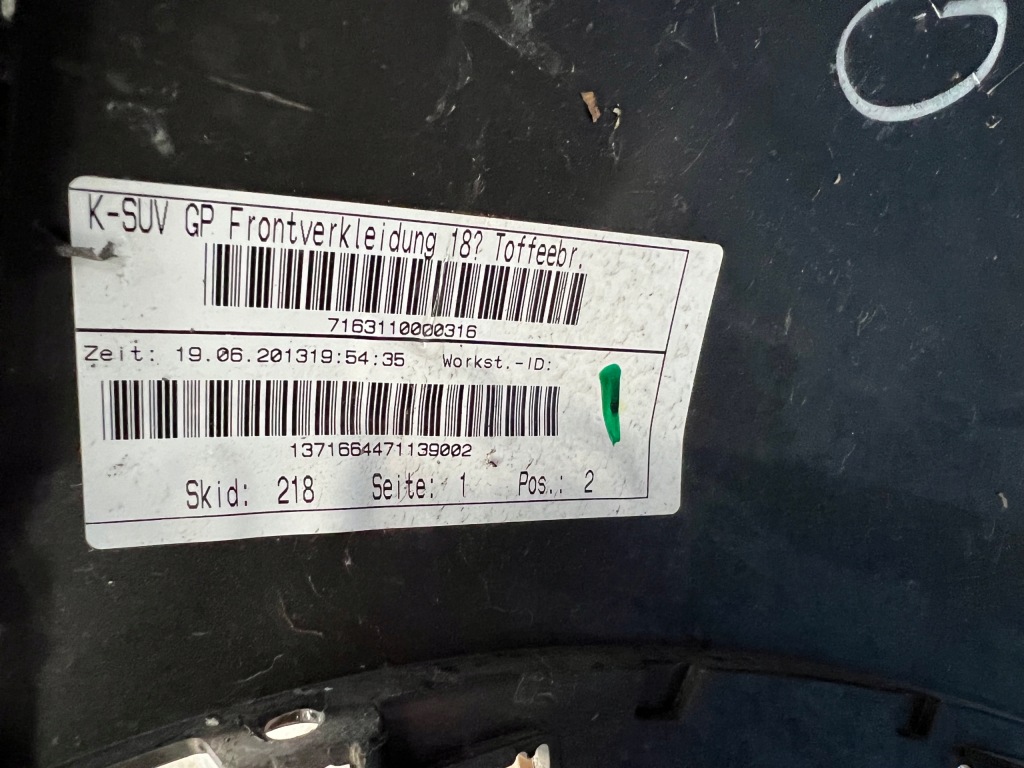 K-SUV GP Frontverkleidung 18? Toffeebr.
7163110000316
Zeit: 19.06.201319:54:35 Workst.-ID:
1371664471139002
Skid: 218 Seite: 1 Pos.: 2